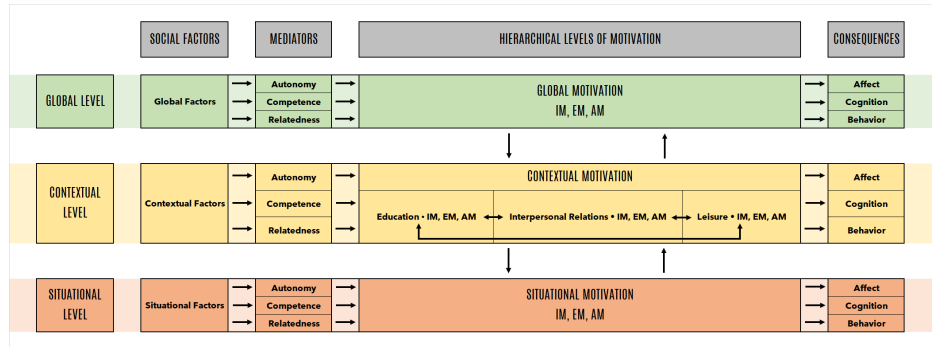 SOCIAL FACTORS
MEDIATORS
HIERARCHICAL LEVELS OF MOTIVATION
CONSEQUENCES
GLOBAL LEVEL
Global Factors
Autonomy
Competence
Relatedness
GLOBAL MOTIVATION
IM, EM, AM
Affect
Cognition
Behavior
CONTEXTUAL
LEVEL
Contextual Factors
Autonomy
Competence
Relatedness
CONTEXTUAL MOTIVATION
Education • IM, EM, AM
Interpersonal Relations • IM, EM, AM
Leisure • IM, EM, AM
Affect
Cognition
Behavior
SITUATIONAL
LEVEL
Situational Factors
Autonomy
Competence
Relatedness
SITUATIONAL MOTIVATION
IM, EM, AM
Affect
Cognition
Behavior